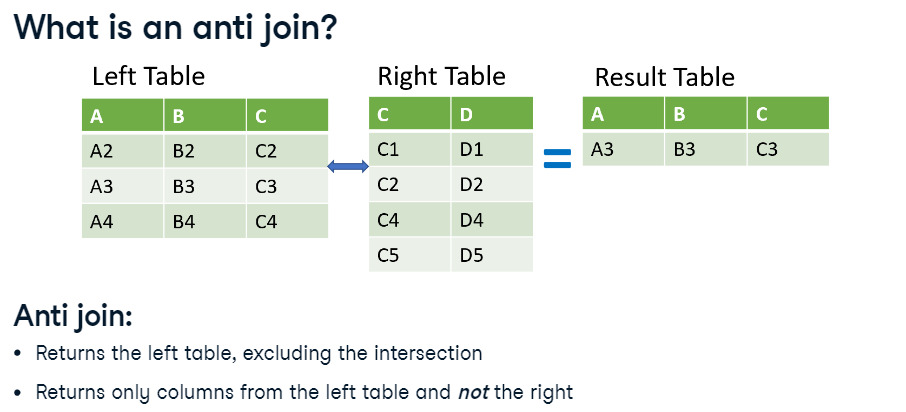 What is an anti join?
Left Table
A B C
A2 B2 C2
A3 B3 C3
A4 B4 C4
Right Table
C D
C1 D1
C2 D2
C4 D4
C5 D5
=
Result Table
A B C
A3 B3 C3
Anti join:
• Returns the left table, excluding the intersection
• Returns only columns from the left table and not the right